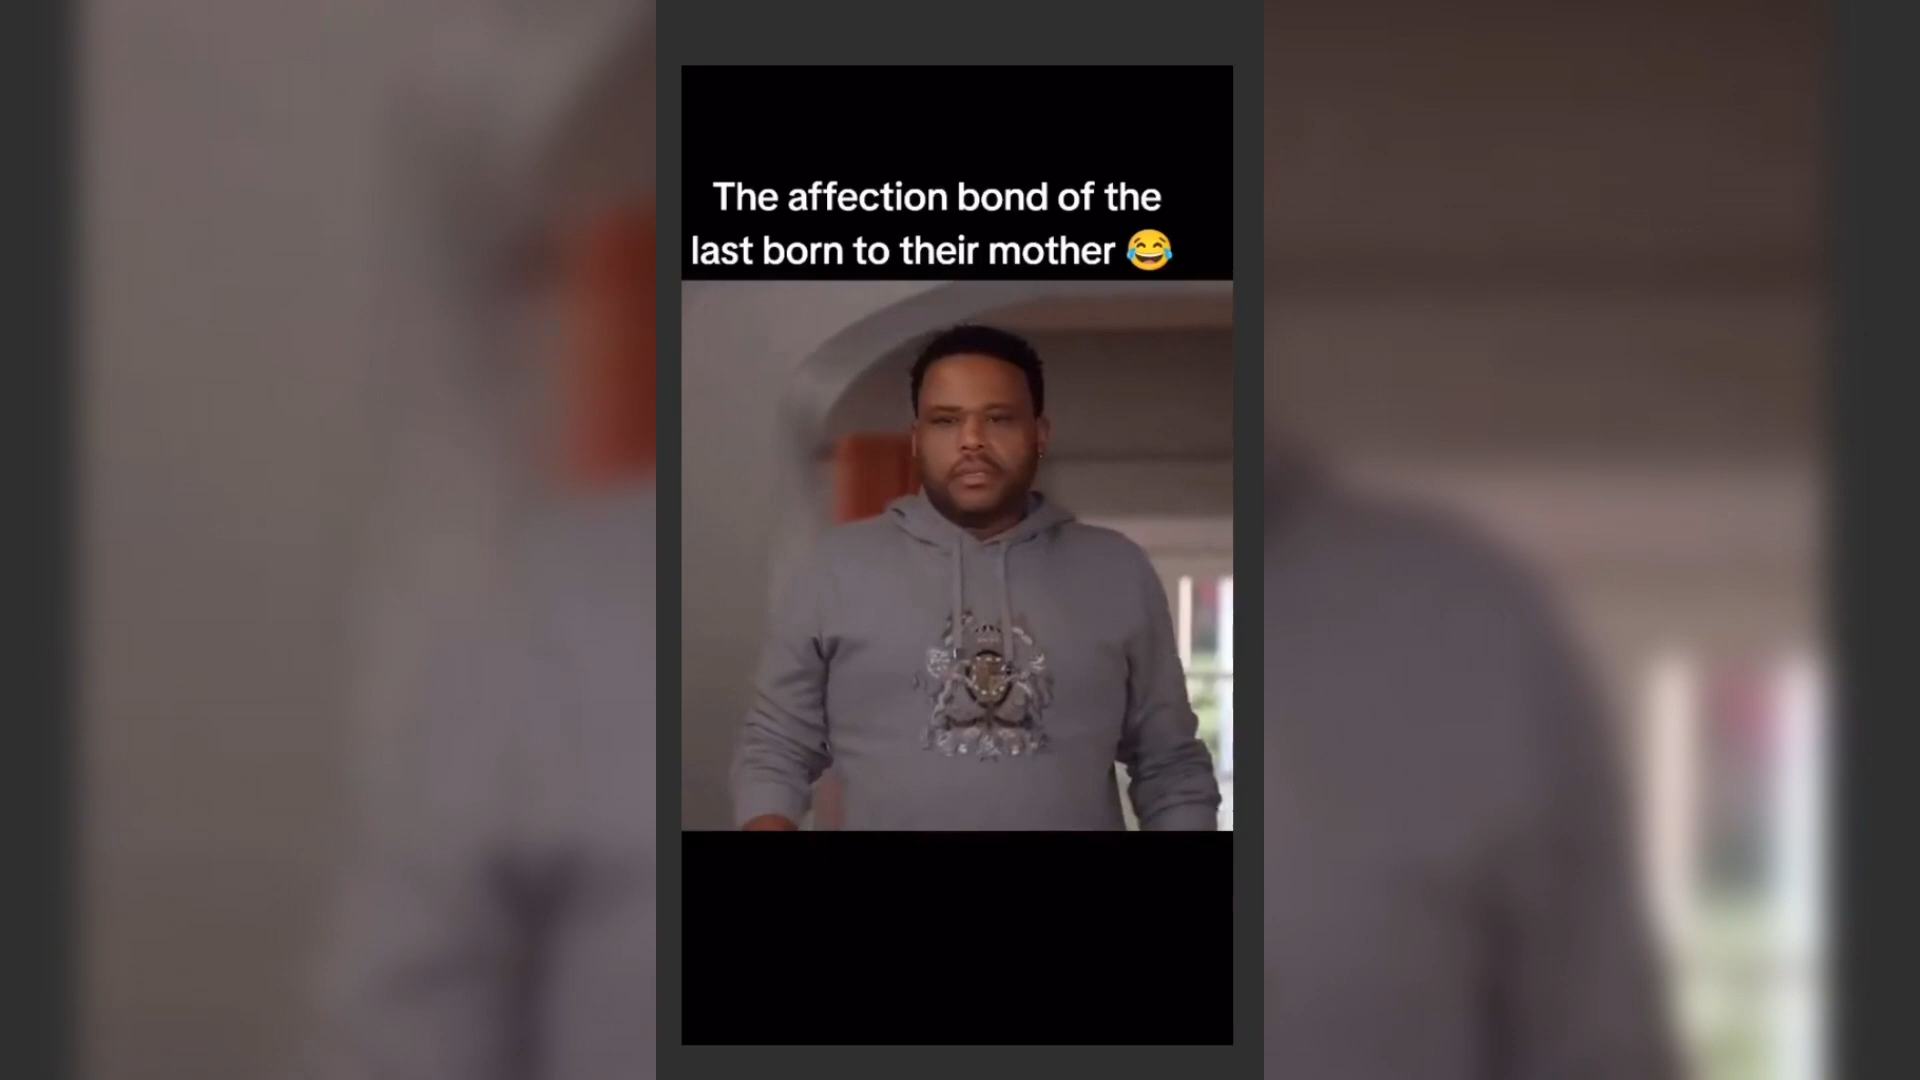 The affection bond of the
last born to their mother 😂